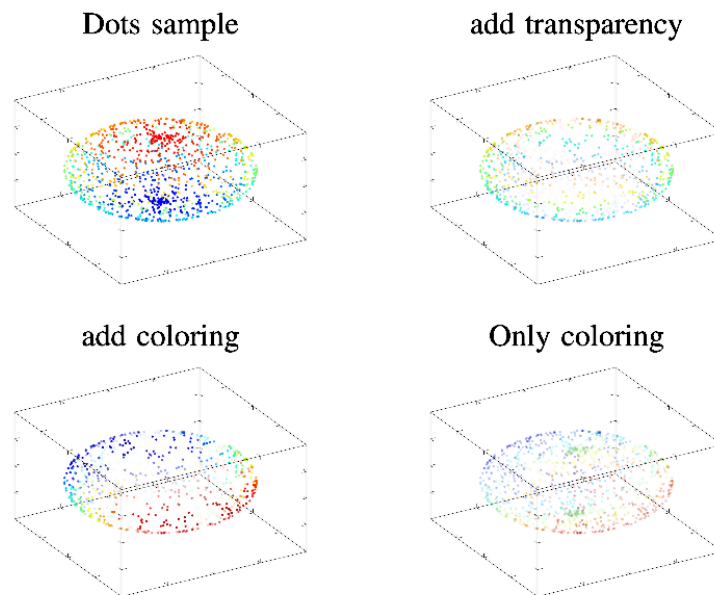 Dots sample
add transparency
add coloring
Only coloring